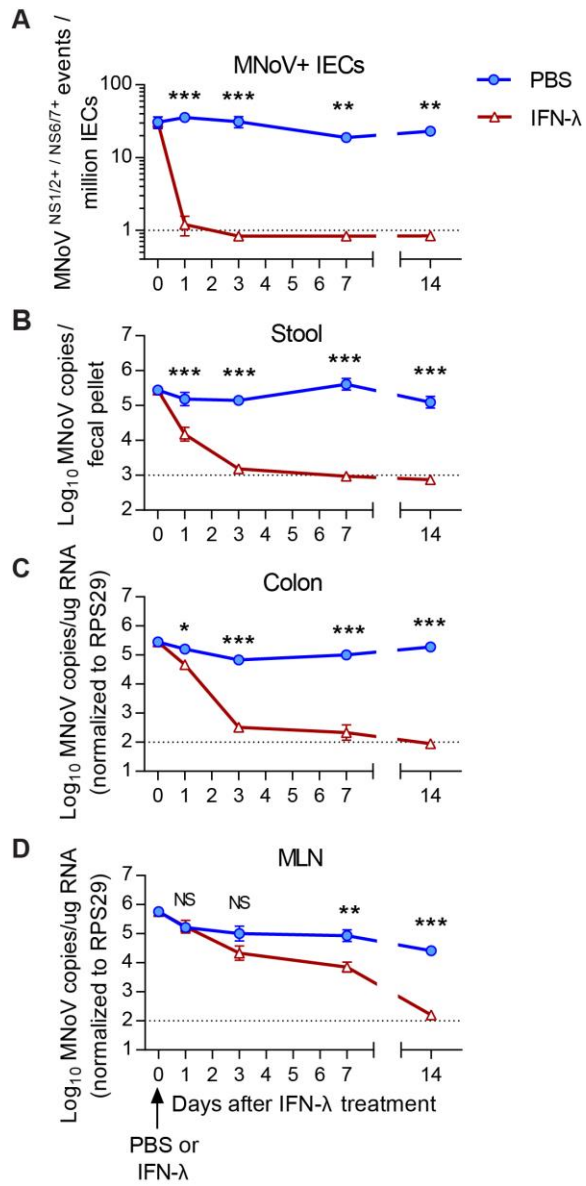 A
MNoV+ IECs
MNoV NS1/2+ / NS6/7+ events /
million IECs
100
10
1
*** *** ** **
0 1 2 3 4 5 6 7 14
PBS
IFN-λ
B
Stool
Log10 MNoV copies/
fecal pellet
7
6
5
4
3
2
*** *** *** ***
0 1 2 3 4 5 6 7 14
C
Colon
Log10 MNoV copies/ug RNA
(normalized to RPS29)
7
6
5
4
3
2
1
* *** *** ***
0 1 2 3 4 5 6 7 14
D
MLN
Log10 MNoV copies/ug RNA
(normalized to RPS29)
7
6
5
4
3
2
1
NS NS ** ***
0 1 2 3 4 5 6 7 14
Days after IFN-λ treatment
PBS or
IFN-λ